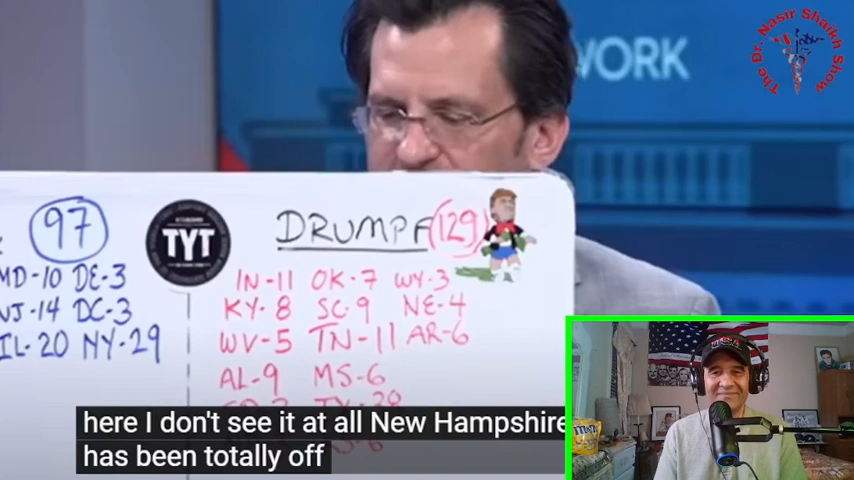 The Dr. Nasir Shaikh Show
WORK
97
TYT
DRUMPF (129)
MD-10 DE-3
NJ-14 DC-3
IL-20 NY-29
IN-11 OK-7 WY-3
KY-8 SC-9 NE-4
WV-5 TN-11 AR-6
AL-9 MS-6
here I don't see it at all New Hampshire
has been totally off
m&m's